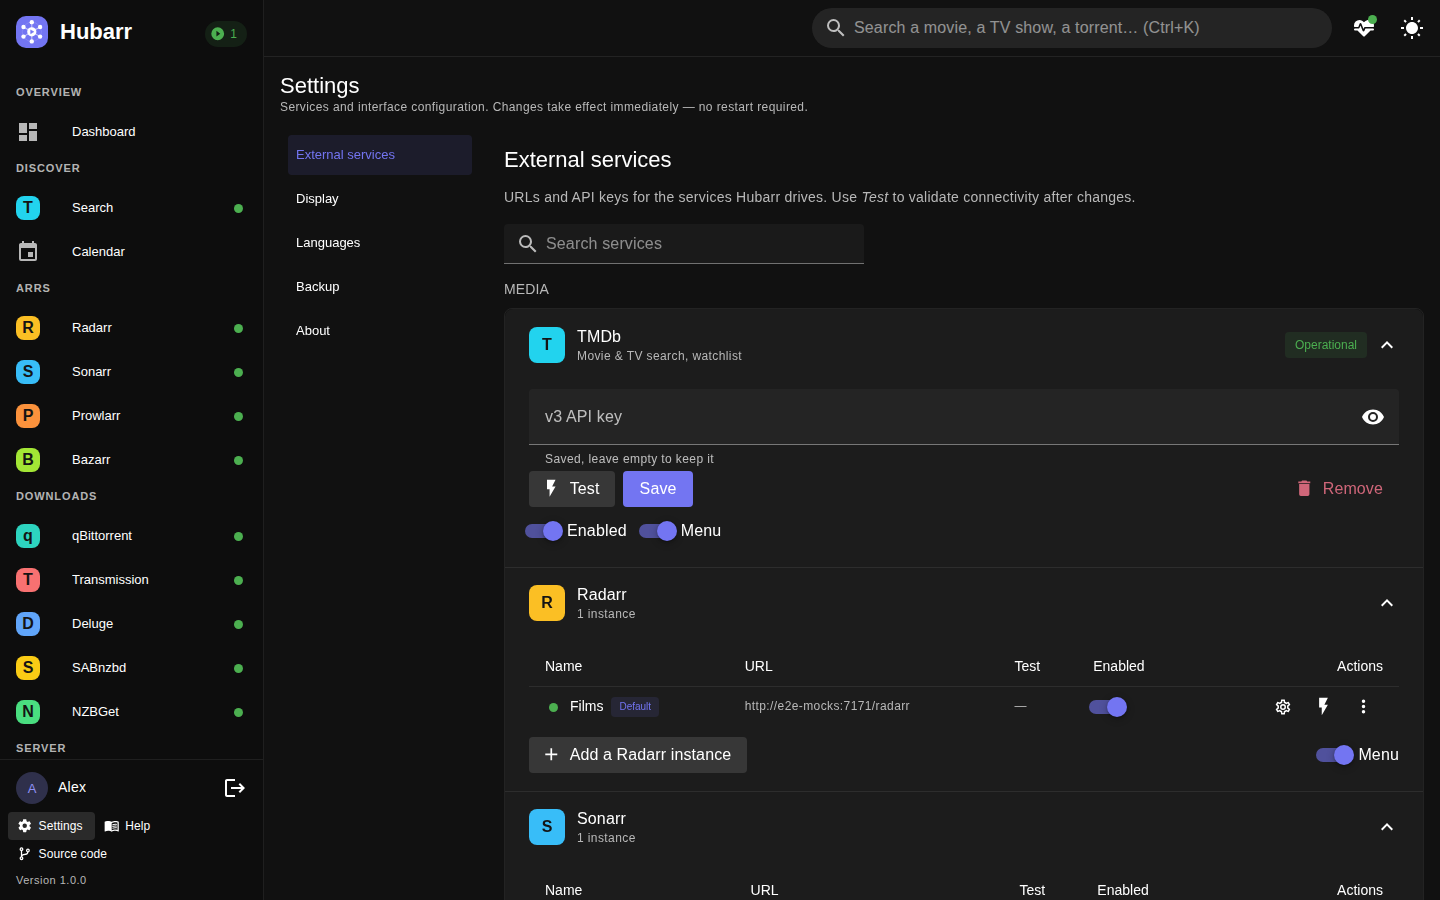 Hubarr
1
Search a movie, a TV show, a torrent… (Ctrl+K)
OVERVIEW
Dashboard
DISCOVER
T Search
Calendar
ARRS
R Radarr
S Sonarr
P Prowlarr
B Bazarr
DOWNLOADS
q qBittorrent
T Transmission
D Deluge
S SABnzbd
N NZBGet
SERVER
A Alex
Settings Help
Source code
Version 1.0.0
Settings
Services and interface configuration. Changes take effect immediately — no restart required.
External services
Display
Languages
Backup
About
External services
URLs and API keys for the services Hubarr drives. Use Test to validate connectivity after changes.
Search services
MEDIA
T TMDb
Movie & TV search, watchlist
Operational
v3 API key
Saved, leave empty to keep it
Test Save Remove
Enabled Menu
R Radarr
1 instance
Name URL Test Enabled Actions
Films Default http://e2e-mocks:7171/radarr —
Add a Radarr instance Menu
S Sonarr
1 instance
Name URL Test Enabled Actions